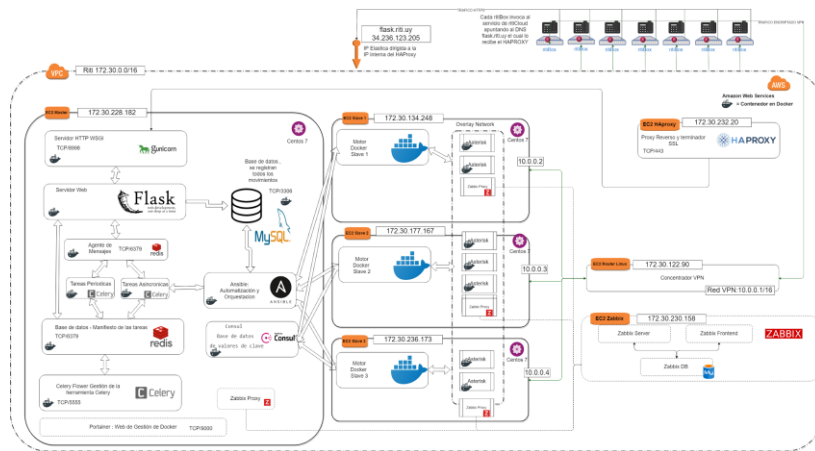 flask.riti.uy
34.236.123.205
IP Elastica dirigida a la
IP interna del HAProxy
Cada ritiBox invoca al
servicio de ritiCloud
apuntando al DNS
flask.riti.uy el cual lo
recibe el HAPROXY
ritiBox
ritiBox
ritiBox
ritiBox
ritiBox
ritiBox
ritiBox
VPC
Riti 172.30.0.0/16
AWS
Amazon Web Services
= Contenedor en Docker
EC2 Master
172.30.228.182
Centos 7
Servidor HTTP WSGI
gunicorn
Servidor Web
Flask
Base de datos..
se registran
todos los
movimientos
TCP/3306
MySQL
Agente de
Mensajes
TCP/6379
redis
Tareas Periódicas
Celery
Tareas Asincronicas
Celery
Ansible:
Automatización y
Orquestacion
ANSIBLE
Base de datos - Manifiesto de las tareas
TCP/6379
redis
Consul
Base de datos
de valores de clave
Consul
Celery Flower Gestión de la
herramienta Celery
TCP/5555
Celery
Zabbix Proxy
Portainer : Web de Gestión de Docker
TCP/9000
EC2 Slave 1
172.30.134.248
Centos 7
Motor
Docker
Slave 1
Overlay Network
Asterisk
Asterisk
Zabbix Proxy
10.0.0.2
EC2 Slave 2
172.30.177.167
Motor
Docker
Slave 2
Asterisk
Asterisk
Asterisk
Zabbix Proxy
10.0.0.3
EC2 Slave 3
172.30.236.173
Centos 7
Motor
Docker
Slave 3
Asterisk
Asterisk
Zabbix Proxy
10.0.0.4
EC2 HAproxy
172.30.232.20
Proxy Reverso y terminador
SSL
TCP/443
HAPROXY
EC2 Router Linux
172.30.122.90
Concentrador VPN
Red VPN:10.0.0.1/16
EC2 Zabbix
172.30.230.158
Zabbix Server
Zabbix Frontend
ZABBIX
Zabbix DB